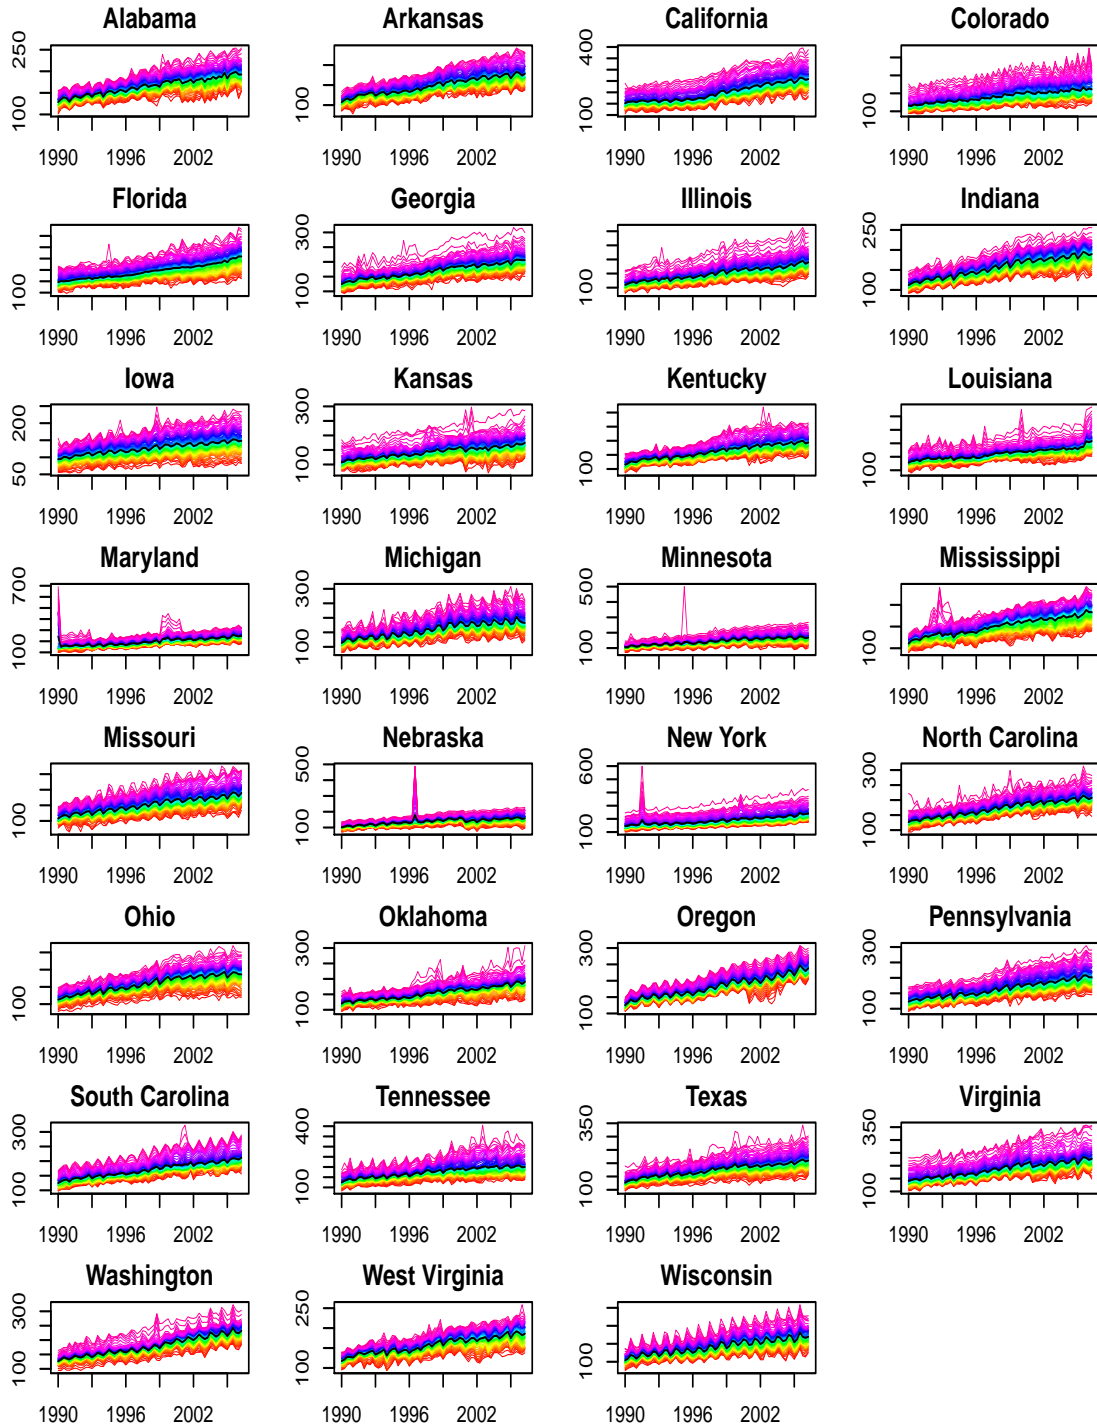 Alabama Arkansas California Colorado
250 100 100 400 100 100
1990 1996 2002 1990 1996 2002 1990 1996 2002 1990 1996 2002
Florida Georgia Illinois Indiana
100 300 100 100 250 100
1990 1996 2002 1990 1996 2002 1990 1996 2002 1990 1996 2002
Iowa Kansas Kentucky Louisiana
200 50 300 100 100 100
1990 1996 2002 1990 1996 2002 1990 1996 2002 1990 1996 2002
Maryland Michigan Minnesota Mississippi
700 100 300 100 500 100 100
1990 1996 2002 1990 1996 2002 1990 1996 2002 1990 1996 2002
Missouri Nebraska New York North Carolina
100 500 100 600 100 300 100
1990 1996 2002 1990 1996 2002 1990 1996 2002 1990 1996 2002
Ohio Oklahoma Oregon Pennsylvania
100 300 100 300 100 300 100
1990 1996 2002 1990 1996 2002 1990 1996 2002 1990 1996 2002
South Carolina Tennessee Texas Virginia
300 100 400 100 350 100 350 100
1990 1996 2002 1990 1996 2002 1990 1996 2002 1990 1996 2002
Washington West Virginia Wisconsin
300 100 250 100 100
1990 1996 2002 1990 1996 2002 1990 1996 2002